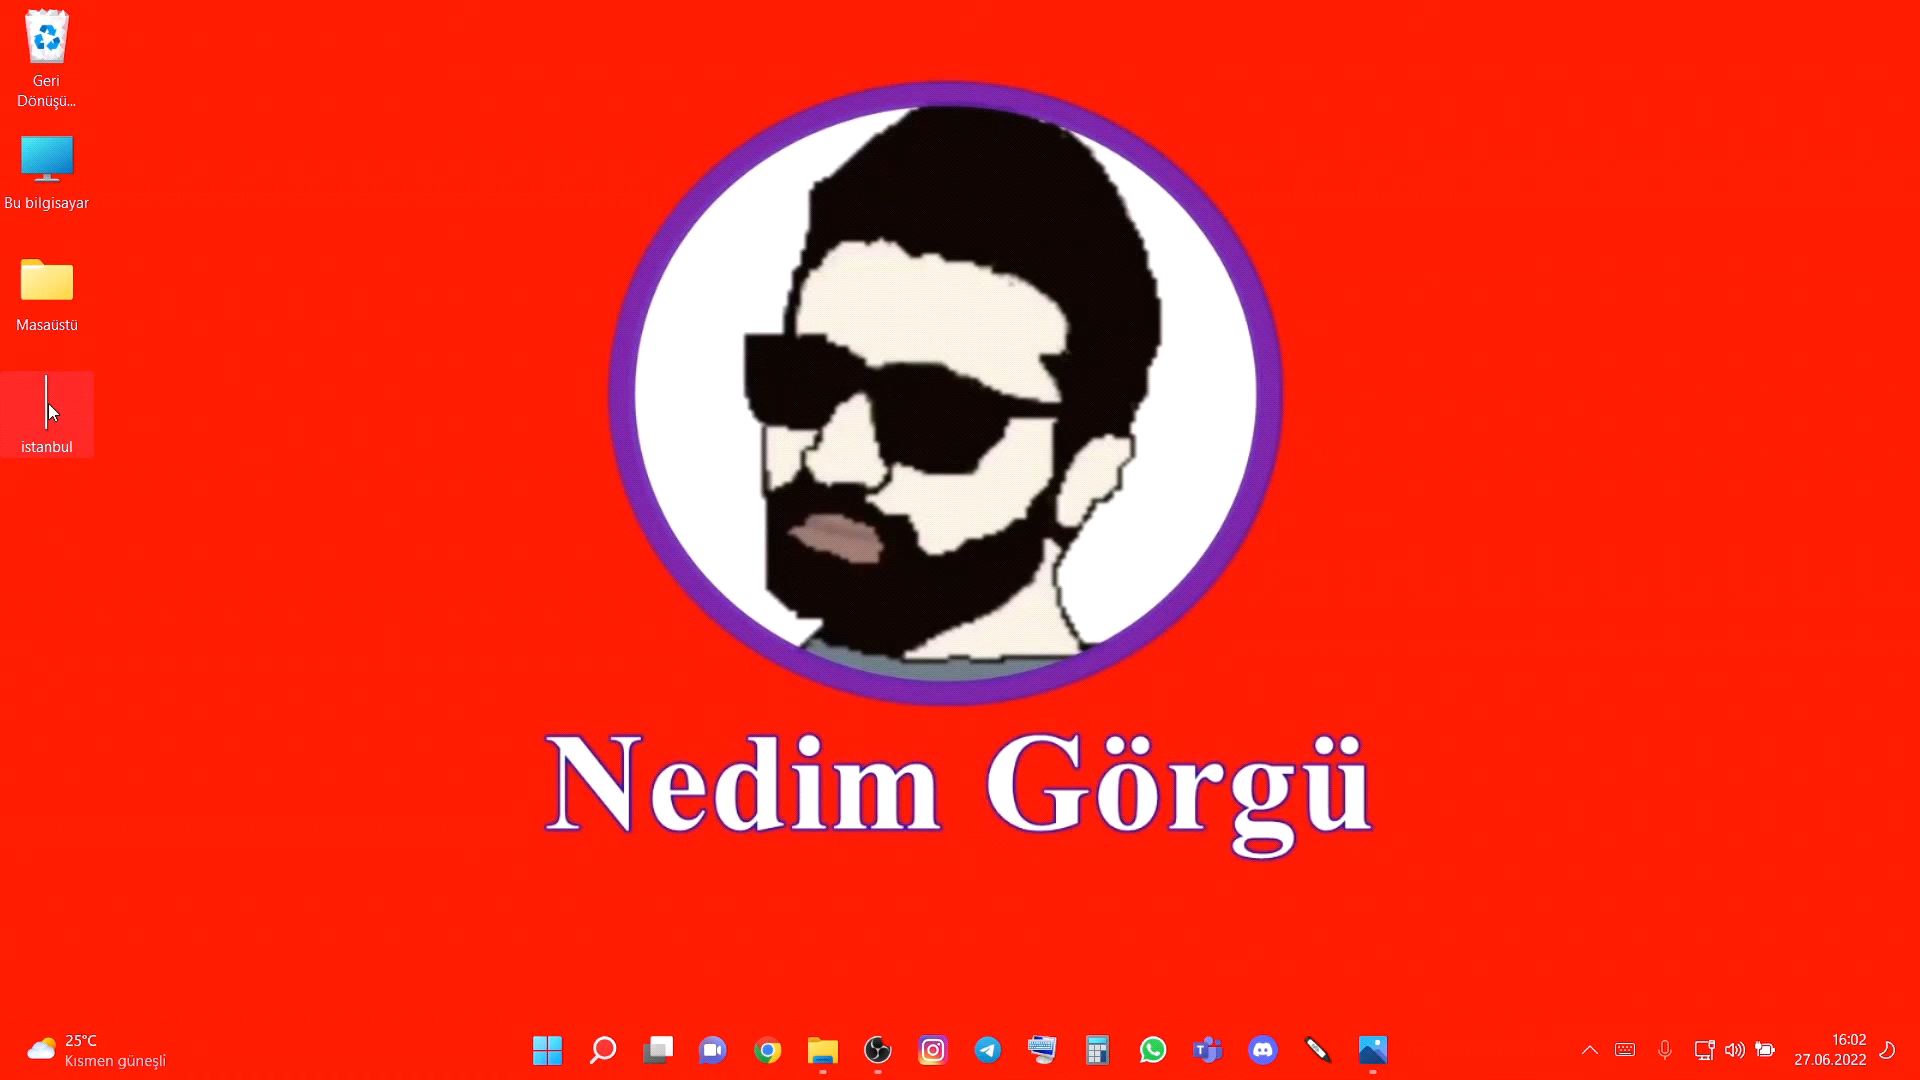 Geri
Dönüşü...
Bu bilgisayar
Masaüstü
istanbul
Nedim Görgü
25°C
Kısmen güneşli
16:02
27.06.2022